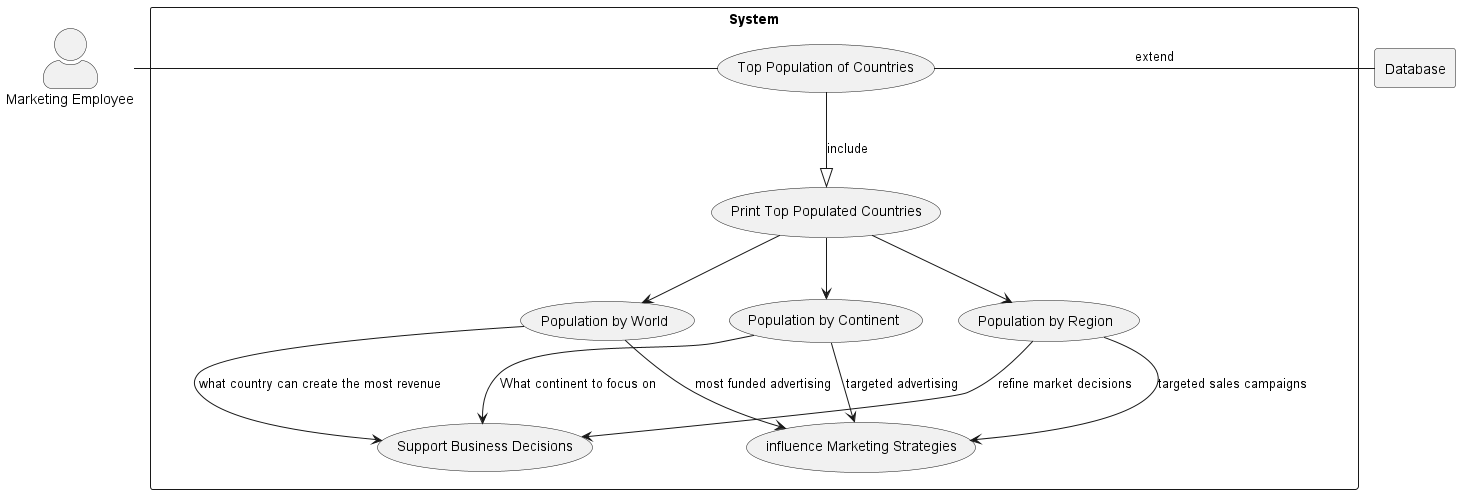 System
Marketing Employee
Top Population of Countries
extend
Database
include
Print Top Populated Countries
Population by World
Population by Continent
Population by Region
what country can create the most revenue
What continent to focus on
most funded advertising
targeted advertising
refine market decisions
targeted sales campaigns
Support Business Decisions
influence Marketing Strategies